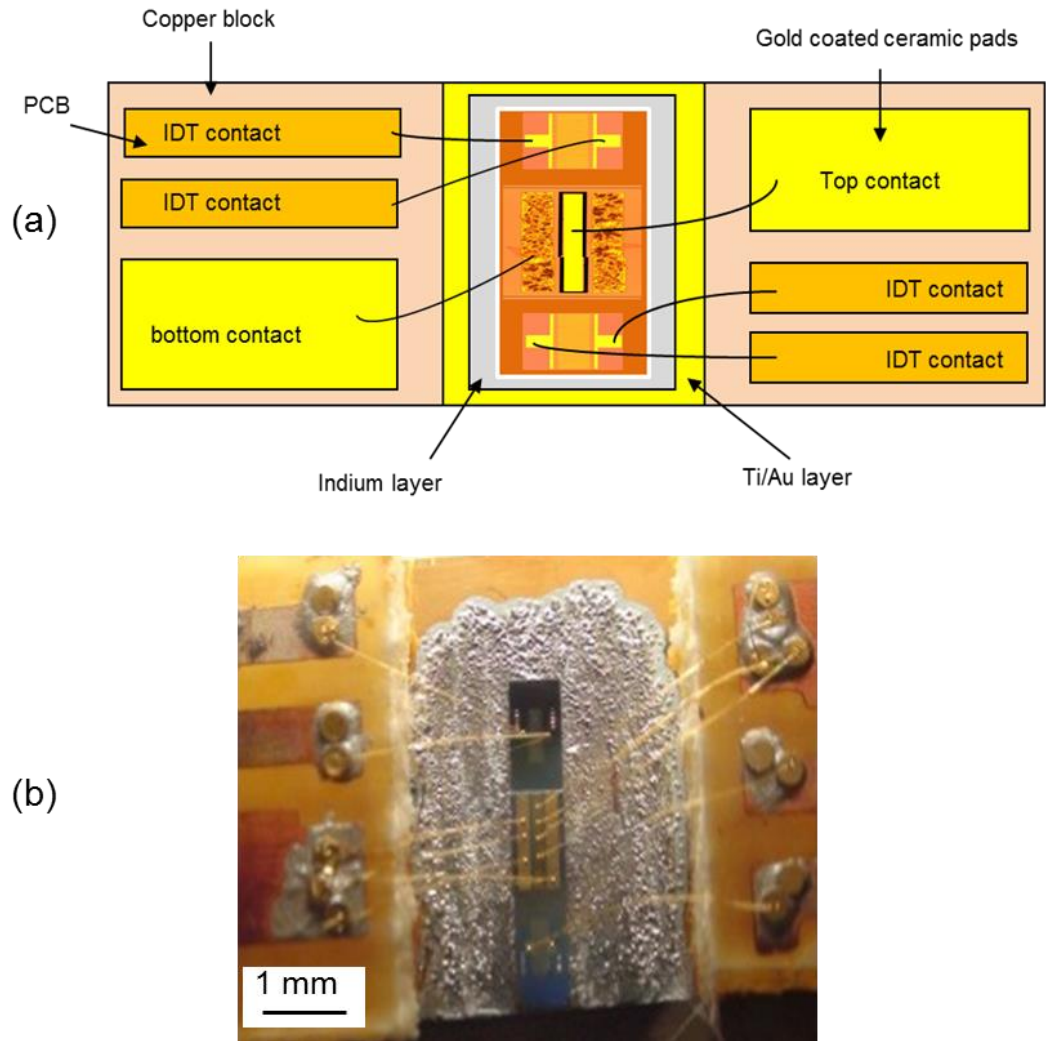 Copper block
Gold coated ceramic pads
PCB
IDT contact
IDT contact
bottom contact
Top contact
IDT contact
IDT contact
(a)
Indium layer
Ti/Au layer
(b)
1 mm